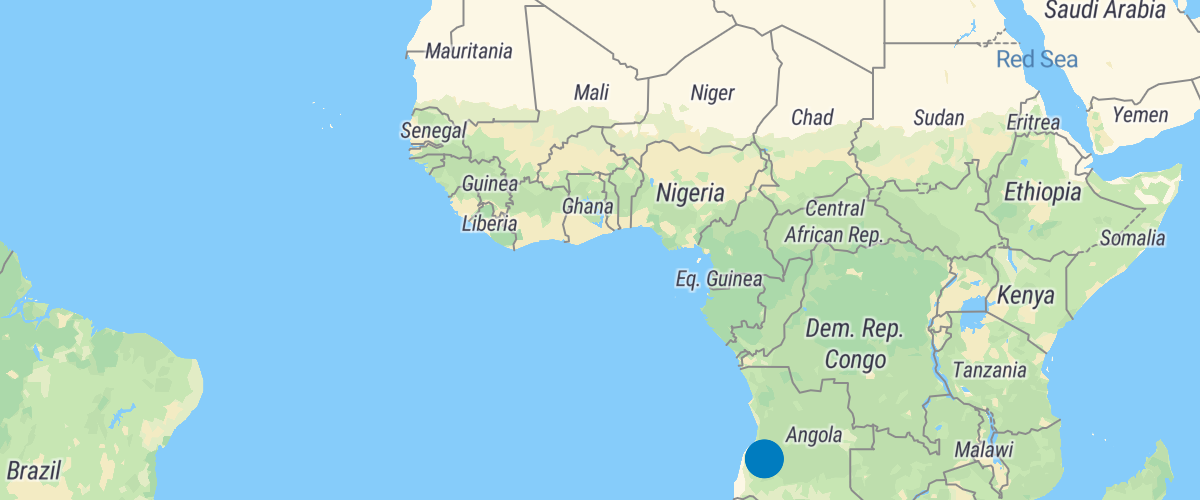 Saudi Arabia
Mauritania
Red Sea
Mali
Niger
Chad
Sudan
Eritrea
Yemen
Senegal
Guinea
Nigeria
Ethiopia
Ghana
Liberia
Central
African Rep.
Somalia
Eq. Guinea
Kenya
Dem. Rep.
Congo
Tanzania
Angola
Malawi
Brazil